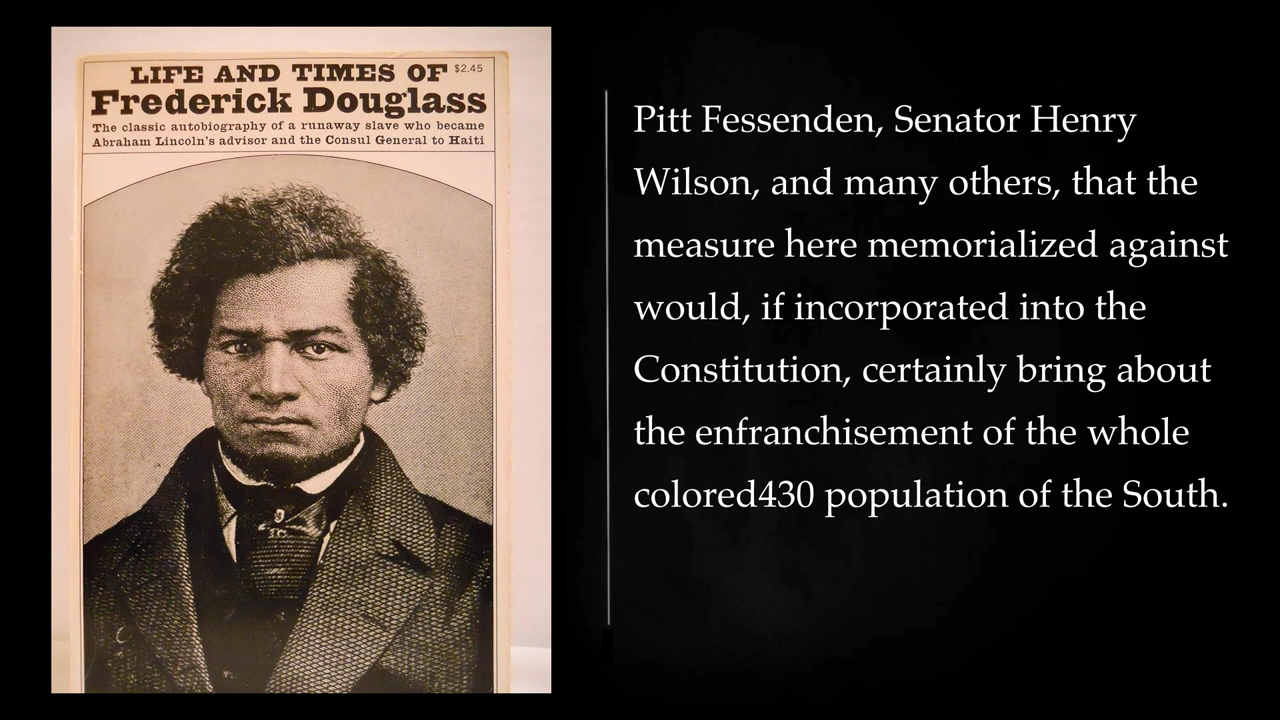 LIFE AND TIMES OF $2.45
Frederick Douglass
The classic autobiography of a runaway slave who became
Abraham Lincoln's advisor and the Consul General to Haiti
Pitt Fessenden, Senator Henry
Wilson, and many others, that the
measure here memorialized against
would, if incorporated into the
Constitution, certainly bring about
the enfranchisement of the whole
colored430 population of the South.